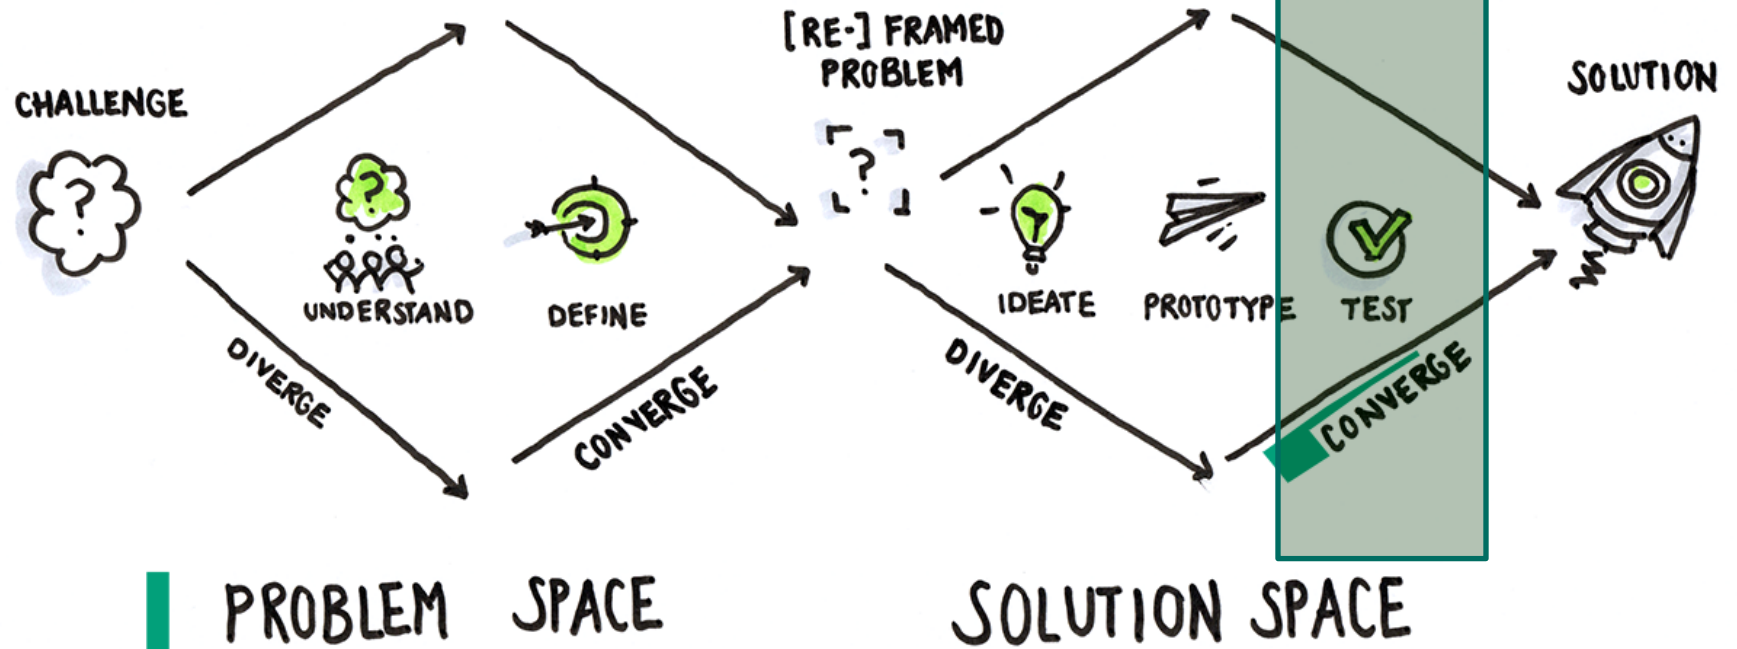 [RE-] FRAMED
PROBLEM
CHALLENGE
SOLUTION
?
?
?
UNDERSTAND
DEFINE
IDEATE
PROTOTYPE
TEST
DIVERGE
CONVERGE
DIVERGE
CONVERGE
PROBLEM SPACE
SOLUTION SPACE